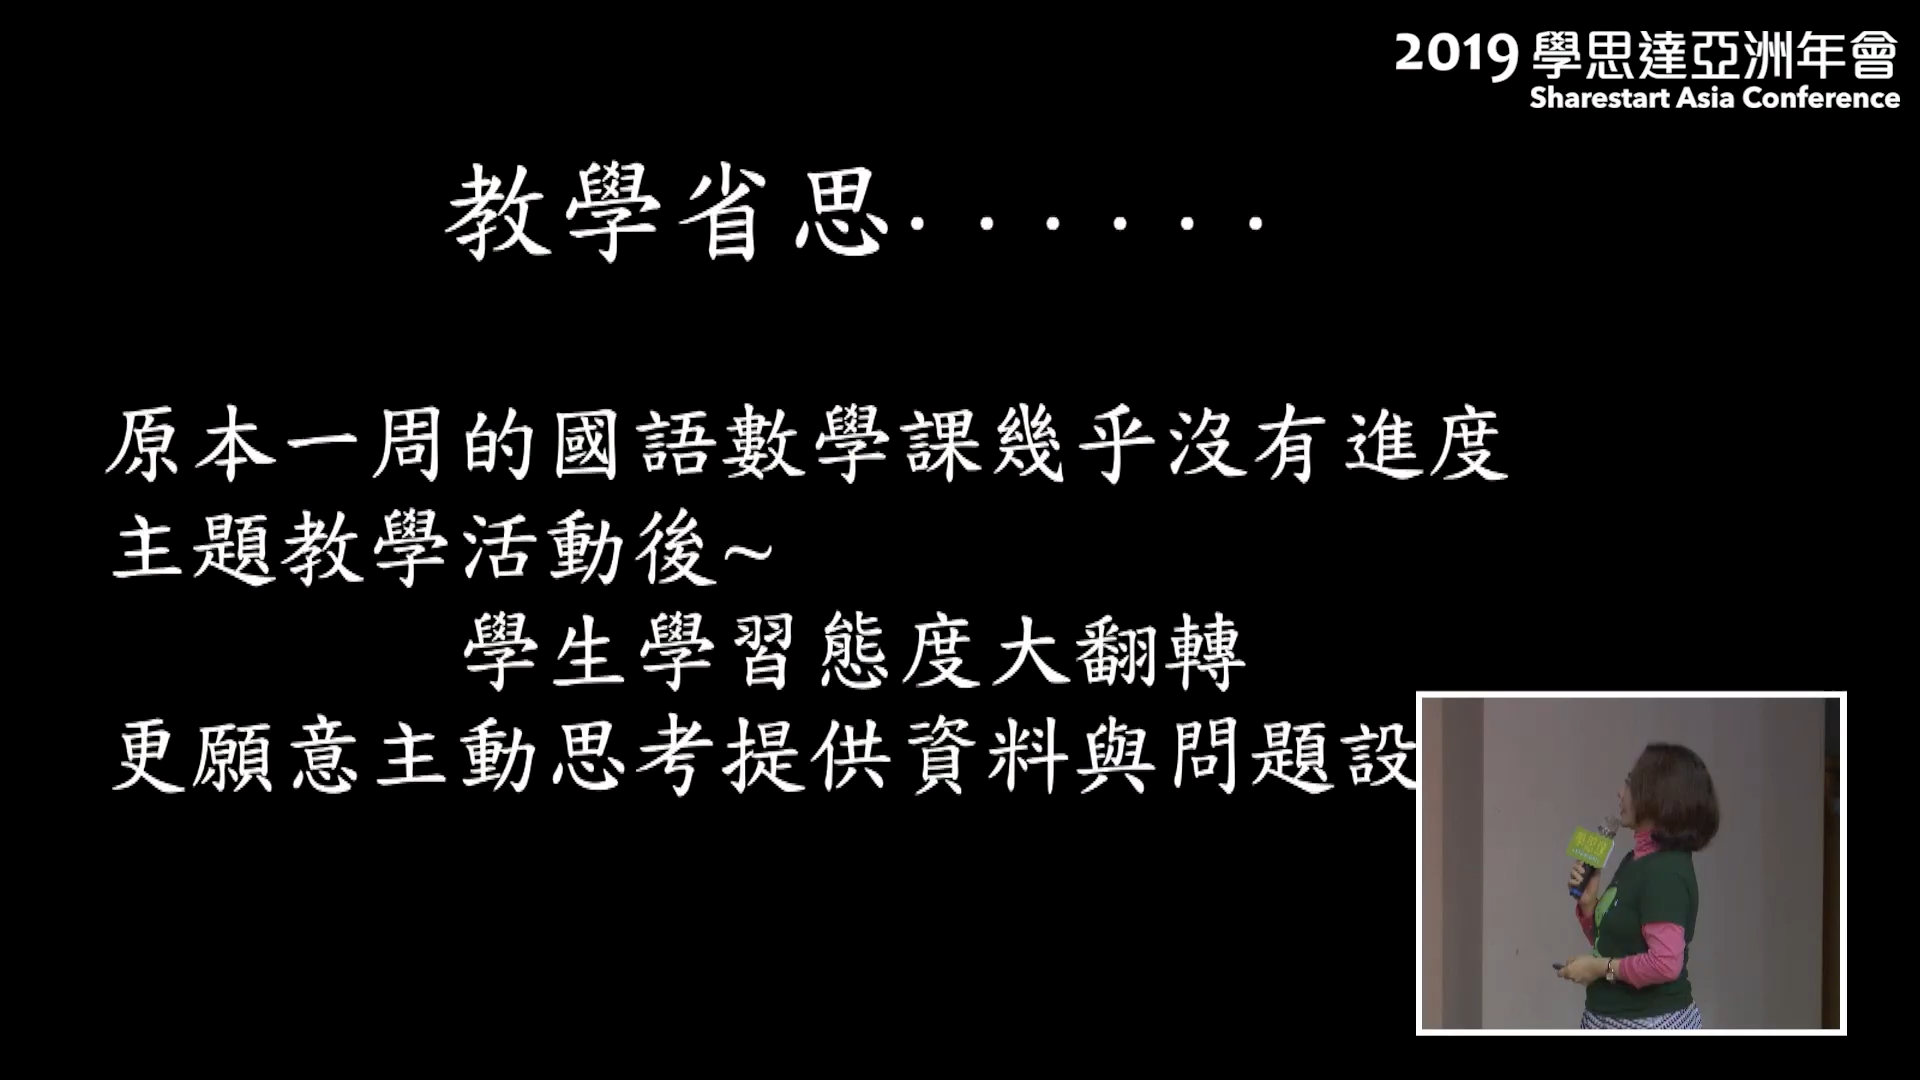 2019 學思達亞洲年會
Sharestart Asia Conference
教學省思······
原本一周的國語數學課幾乎沒有進度
主題教學活動後~
學生學習態度大翻轉
更願意主動思考提供資料與問題設
學思達